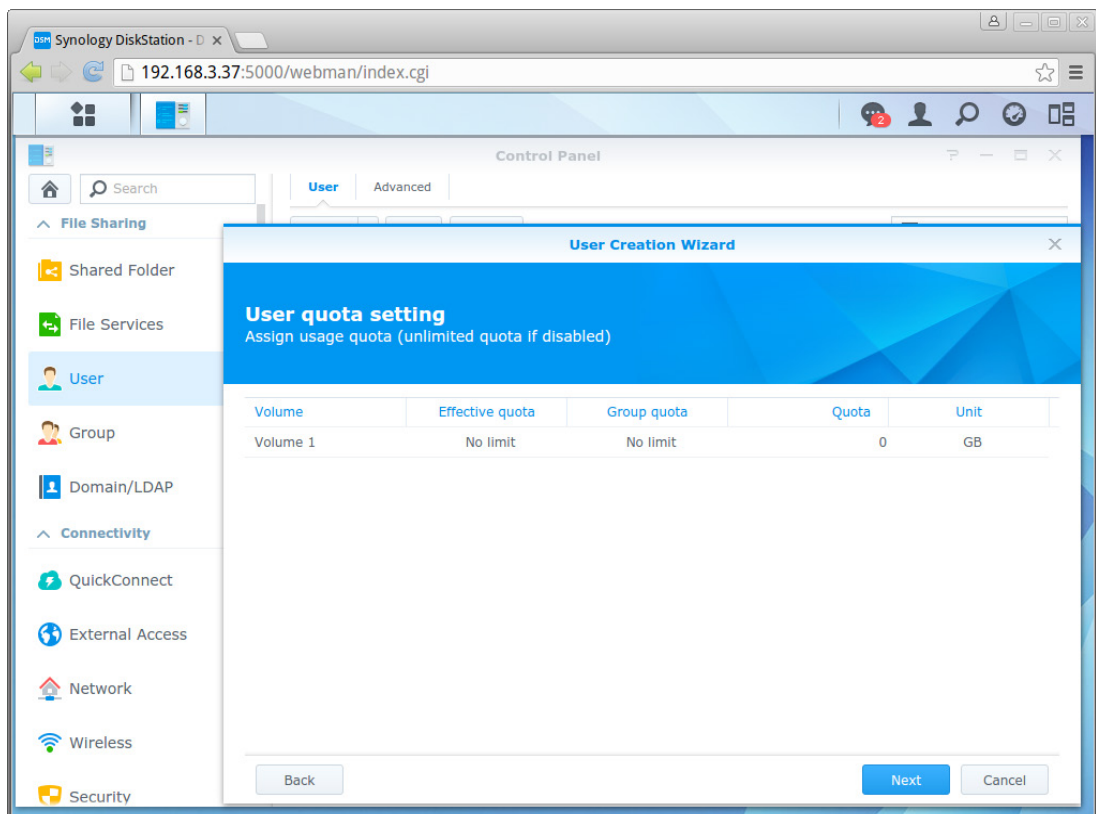 DSM Synology DiskStation - D
192.168.3.37:5000/webman/index.cgi
2
Control Panel
Search
User Advanced
File Sharing
Shared Folder
File Services
User
Group
Domain/LDAP
Connectivity
QuickConnect
External Access
Network
Wireless
Security
User Creation Wizard
User quota setting
Assign usage quota (unlimited quota if disabled)
Volume Effective quota Group quota Quota Unit
Volume 1 No limit No limit 0 GB
Back Next Cancel